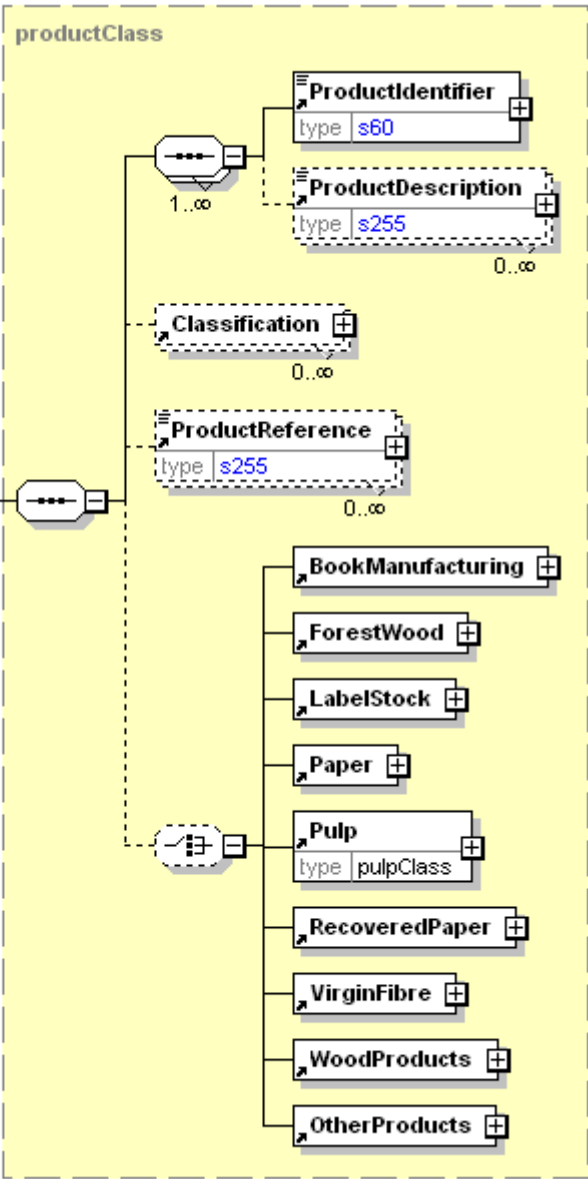 productClass
ProductIdentifier
type s60
ProductDescription
type s255
1..∞
0..∞
Classification
0..∞
ProductReference
type s255
0..∞
BookManufacturing
ForestWood
LabelStock
Paper
Pulp
type pulpClass
RecoveredPaper
VirginFibre
WoodProducts
OtherProducts